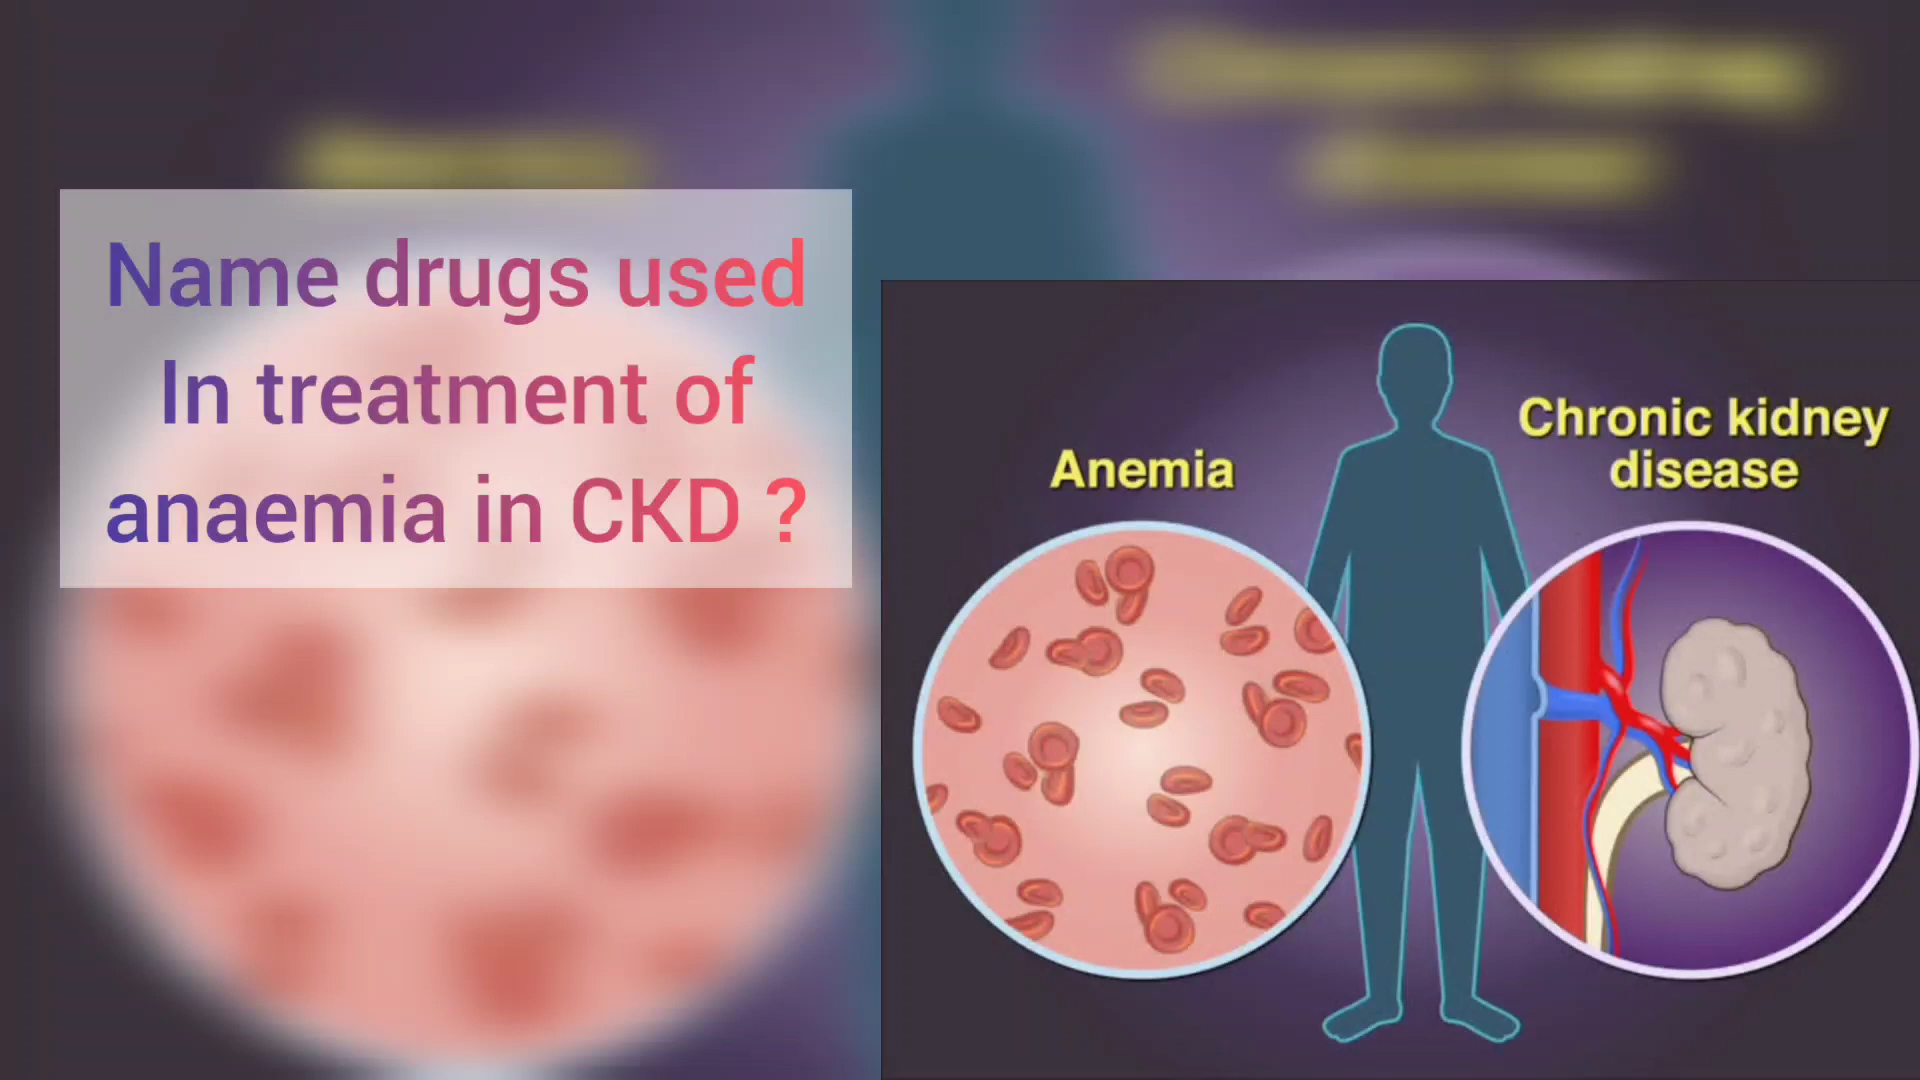 Name drugs used
In treatment of
anaemia in CKD ?
Anemia
Chronic kidney
disease